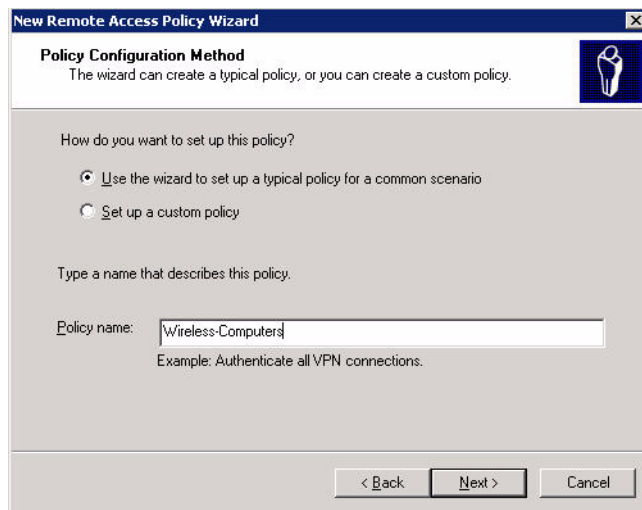 New Remote Access Policy Wizard
Policy Configuration Method
The wizard can create a typical policy, or you can create a custom policy.
How do you want to set up this policy?
Use the wizard to set up a typical policy for a common scenario
Set up a custom policy
Type a name that describes this policy.
Policy name: Wireless-Computers
Example: Authenticate all VPN connections.
< Back Next > Cancel